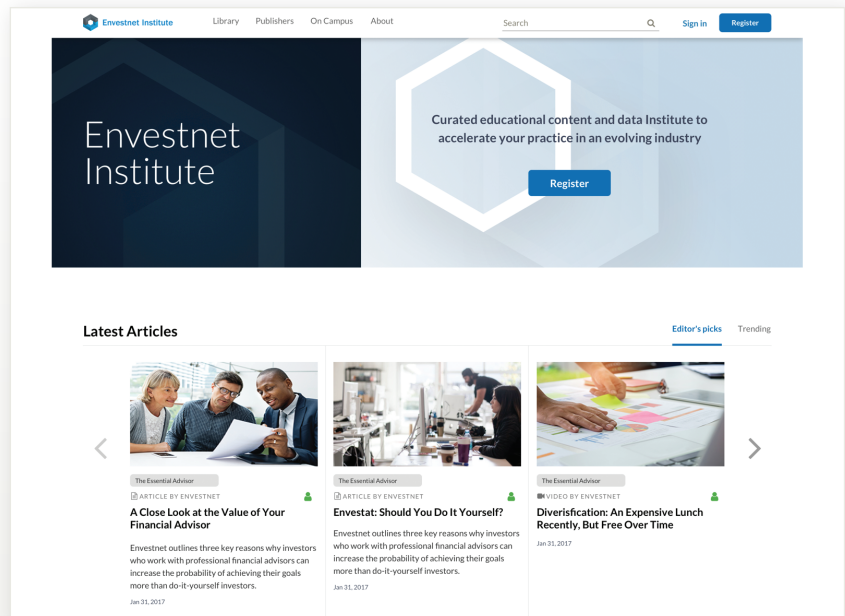 Envestnet Institute Library Publishers On Campus About Search Sign in Register
Envestnet
Institute
Curated educational content and data Institute to
accelerate your practice in an evolving industry
Register
Latest Articles Editor's picks Trending
The Essential Advisor
ARTICLE BY ENVESTNET
A Close Look at the Value of Your
Financial Advisor
Envestnet outlines three key reasons why investors
who work with professional financial advisors can
increase the probability of achieving their goals
more than do-it-yourself investors.
Jan 31, 2017
The Essential Advisor
ARTICLE BY ENVESTNET
Envestat: Should You Do It Yourself?
Envestnet outlines three key reasons why investors
who work with professional financial advisors can
increase the probability of achieving their goals
more than do-it-yourself investors.
Jan 31, 2017
The Essential Advisor
VIDEO BY ENVESTNET
Diverisfication: An Expensive Lunch
Recently, But Free Over Time
Jan 31, 2017